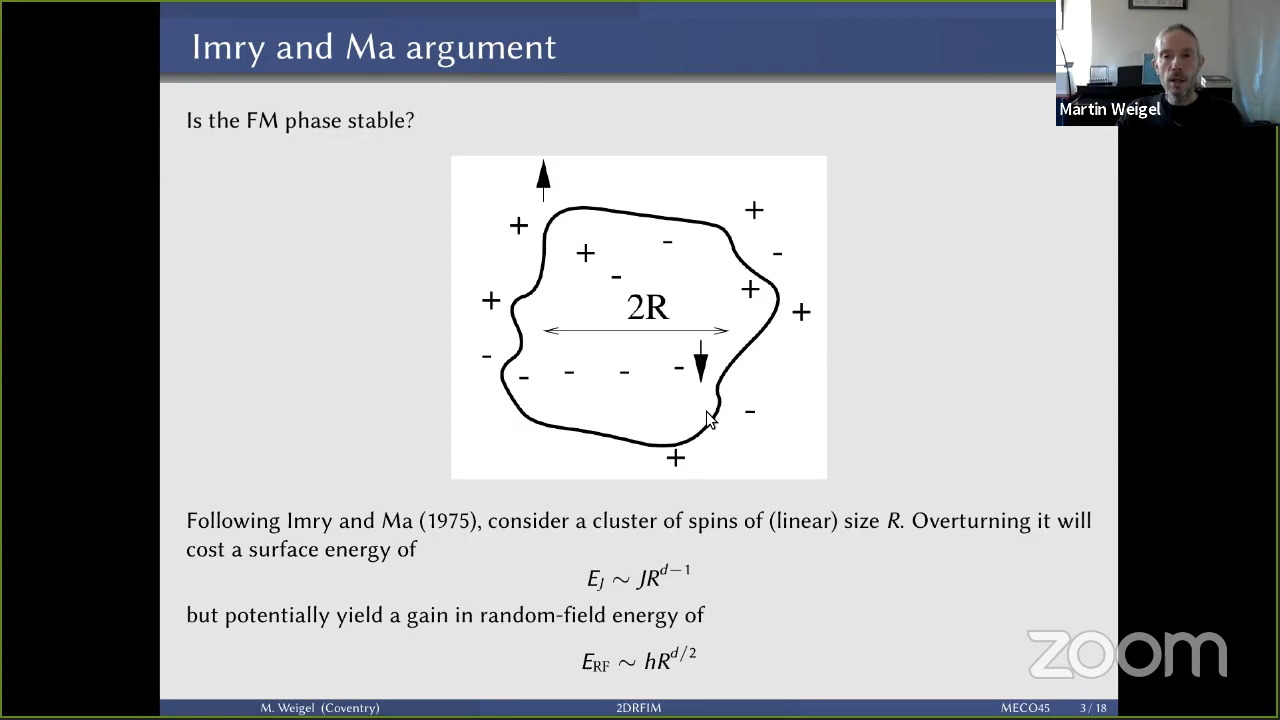 Imry and Ma argument
Martin Weigel
Is the FM phase stable?
+ + - + - + - + 2R + + - - - - - - +
Following Imry and Ma (1975), consider a cluster of spins of (linear) size R. Overturning it will
cost a surface energy of
E_J ∼ JR^{d−1}
but potentially yield a gain in random-field energy of
E_RF ∼ hR^{d/2}
zoom
M. Weigel (Coventry) 2DRFIM MECO45 3 / 18